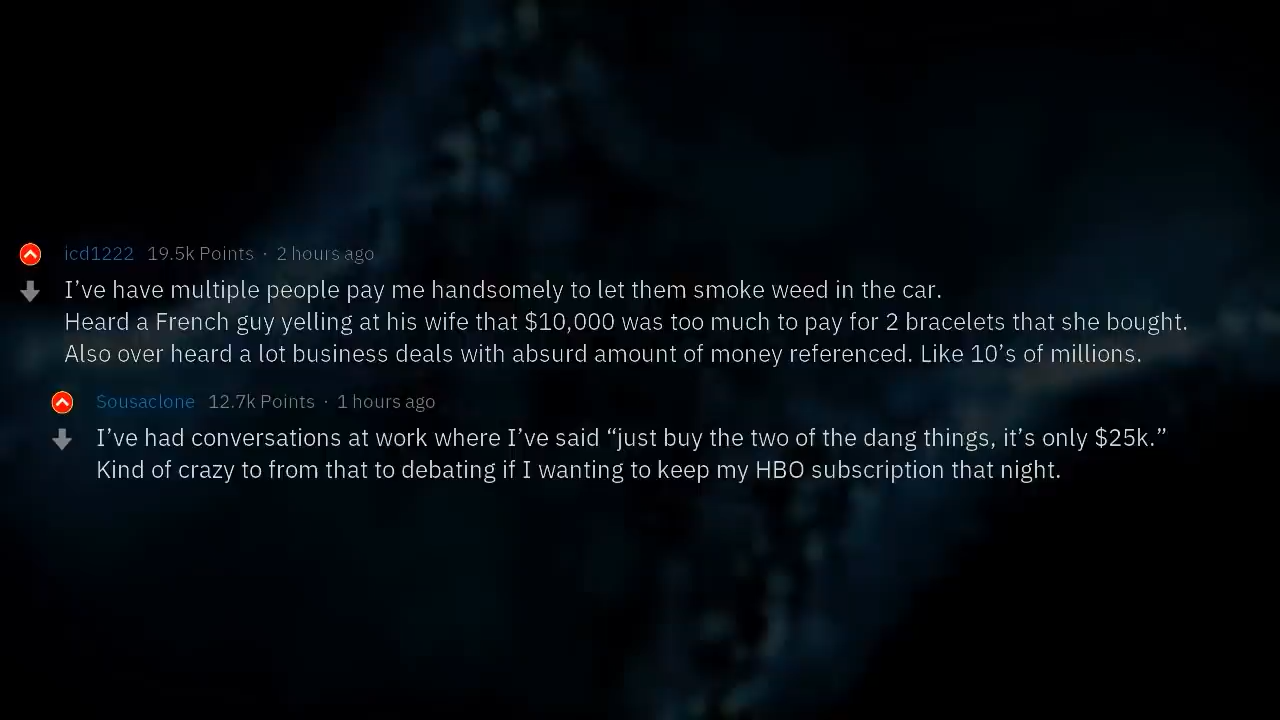 icd1222 19.5k Points · 2 hours ago
I’ve have multiple people pay me handsomely to let them smoke weed in the car.
Heard a French guy yelling at his wife that $10,000 was too much to pay for 2 bracelets that she bought.
Also over heard a lot business deals with absurd amount of money referenced. Like 10’s of millions.
Sousaclone 12.7k Points · 1 hours ago
I’ve had conversations at work where I’ve said “just buy the two of the dang things, it’s only $25k.”
Kind of crazy to from that to debating if I wanting to keep my HBO subscription that night.